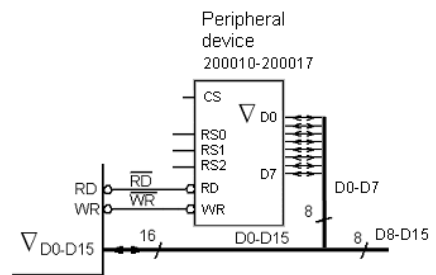 Peripheral
device
200010-200017
CS
D0
RS0
RS1
RS2
D7
D0-D7
RD
RD
RD
WR
WR
WR
8
D0-D15
16
D0-D15
8
D8-D15